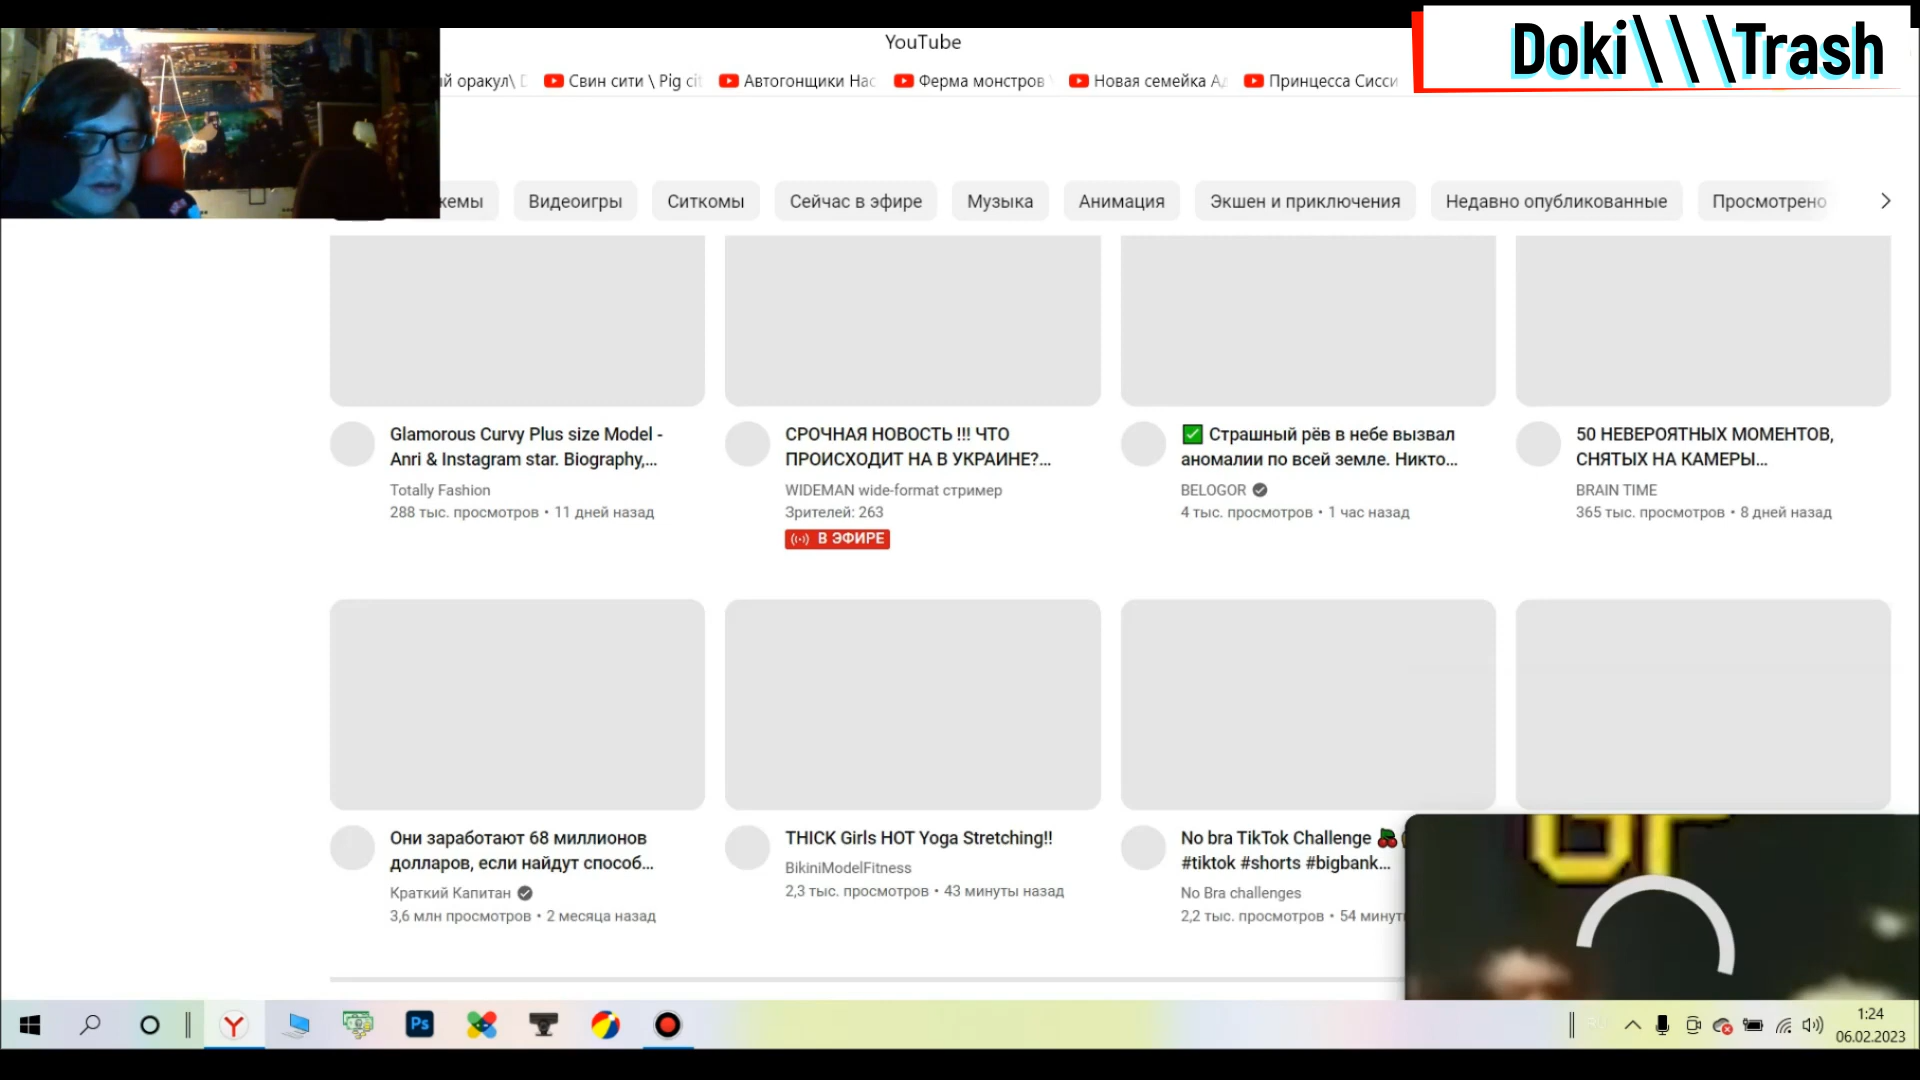 YouTube
Doki\\\Trash
й оракул\
Свин сити \ Pig cit
Автогонщики Нас
Ферма монстров
Новая семейка Ад
Принцесса Сисси
Видеоигры
Ситкомы
Сейчас в эфире
Музыка
Анимация
Экшен и приключения
Недавно опубликованные
Просмотрено
Glamorous Curvy Plus size Model -
Anri & Instagram star. Biography,...
Totally Fashion
288 тыс. просмотров • 11 дней назад
СРОЧНАЯ НОВОСТЬ !!! ЧТО
ПРОИСХОДИТ НА В УКРАИНЕ?...
WIDEMAN wide-format стример
Зрителей: 263
В ЭФИРЕ
✅ Страшный рёв в небе вызвал
аномалии по всей земле. Никто...
BELOGOR
4 тыс. просмотров • 1 час назад
50 НЕВЕРОЯТНЫХ МОМЕНТОВ,
СНЯТЫХ НА КАМЕРЫ...
BRAIN TIME
365 тыс. просмотров • 8 дней назад
Они заработают 68 миллионов
долларов, если найдут способ...
Краткий Капитан
3,6 млн просмотров • 2 месяца назад
THICK Girls HOT Yoga Stretching!!
BikiniModelFitness
2,3 тыс. просмотров • 43 минуты назад
No bra TikTok Challenge 🍒
#tiktok #shorts #bigbank...
No Bra challenges
2,2 тыс. просмотров • 54 минут
Ps
1:24
06.02.2023